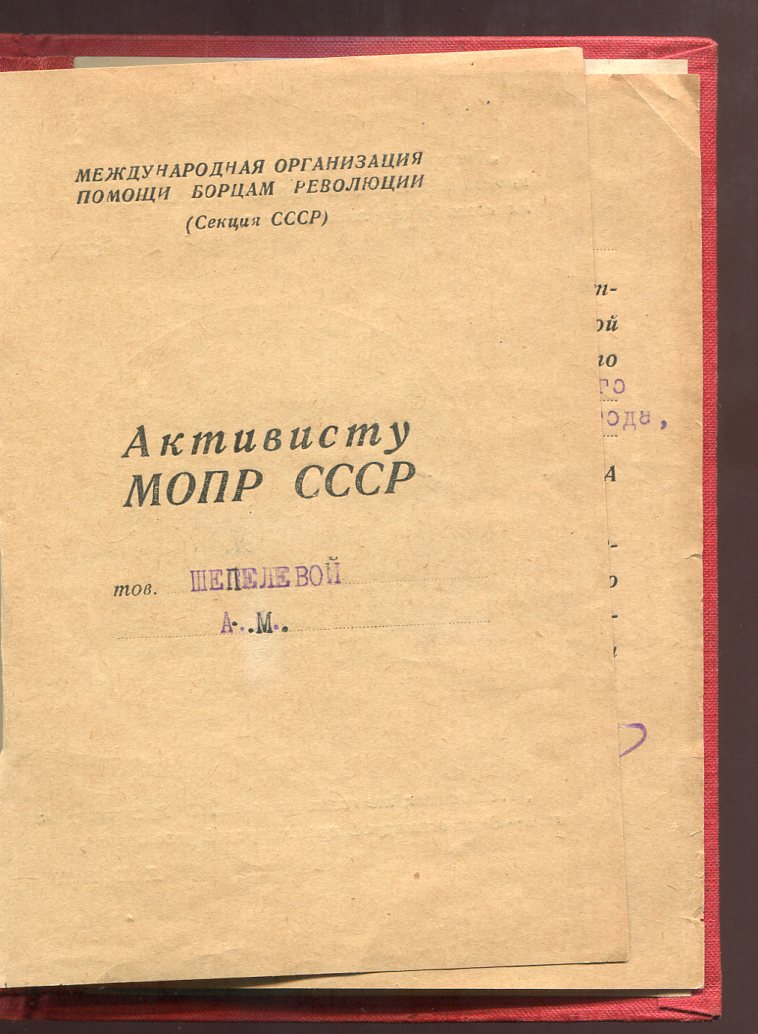 МЕЖДУНАРОДНАЯ ОРГАНИЗАЦИЯ
ПОМОЩИ БОРЦАМ РЕВОЛЮЦИИ
(Секция СССР)
Активисту
МОПР СССР
тов. ШЕПЕЛЕВОЙ
А. М.